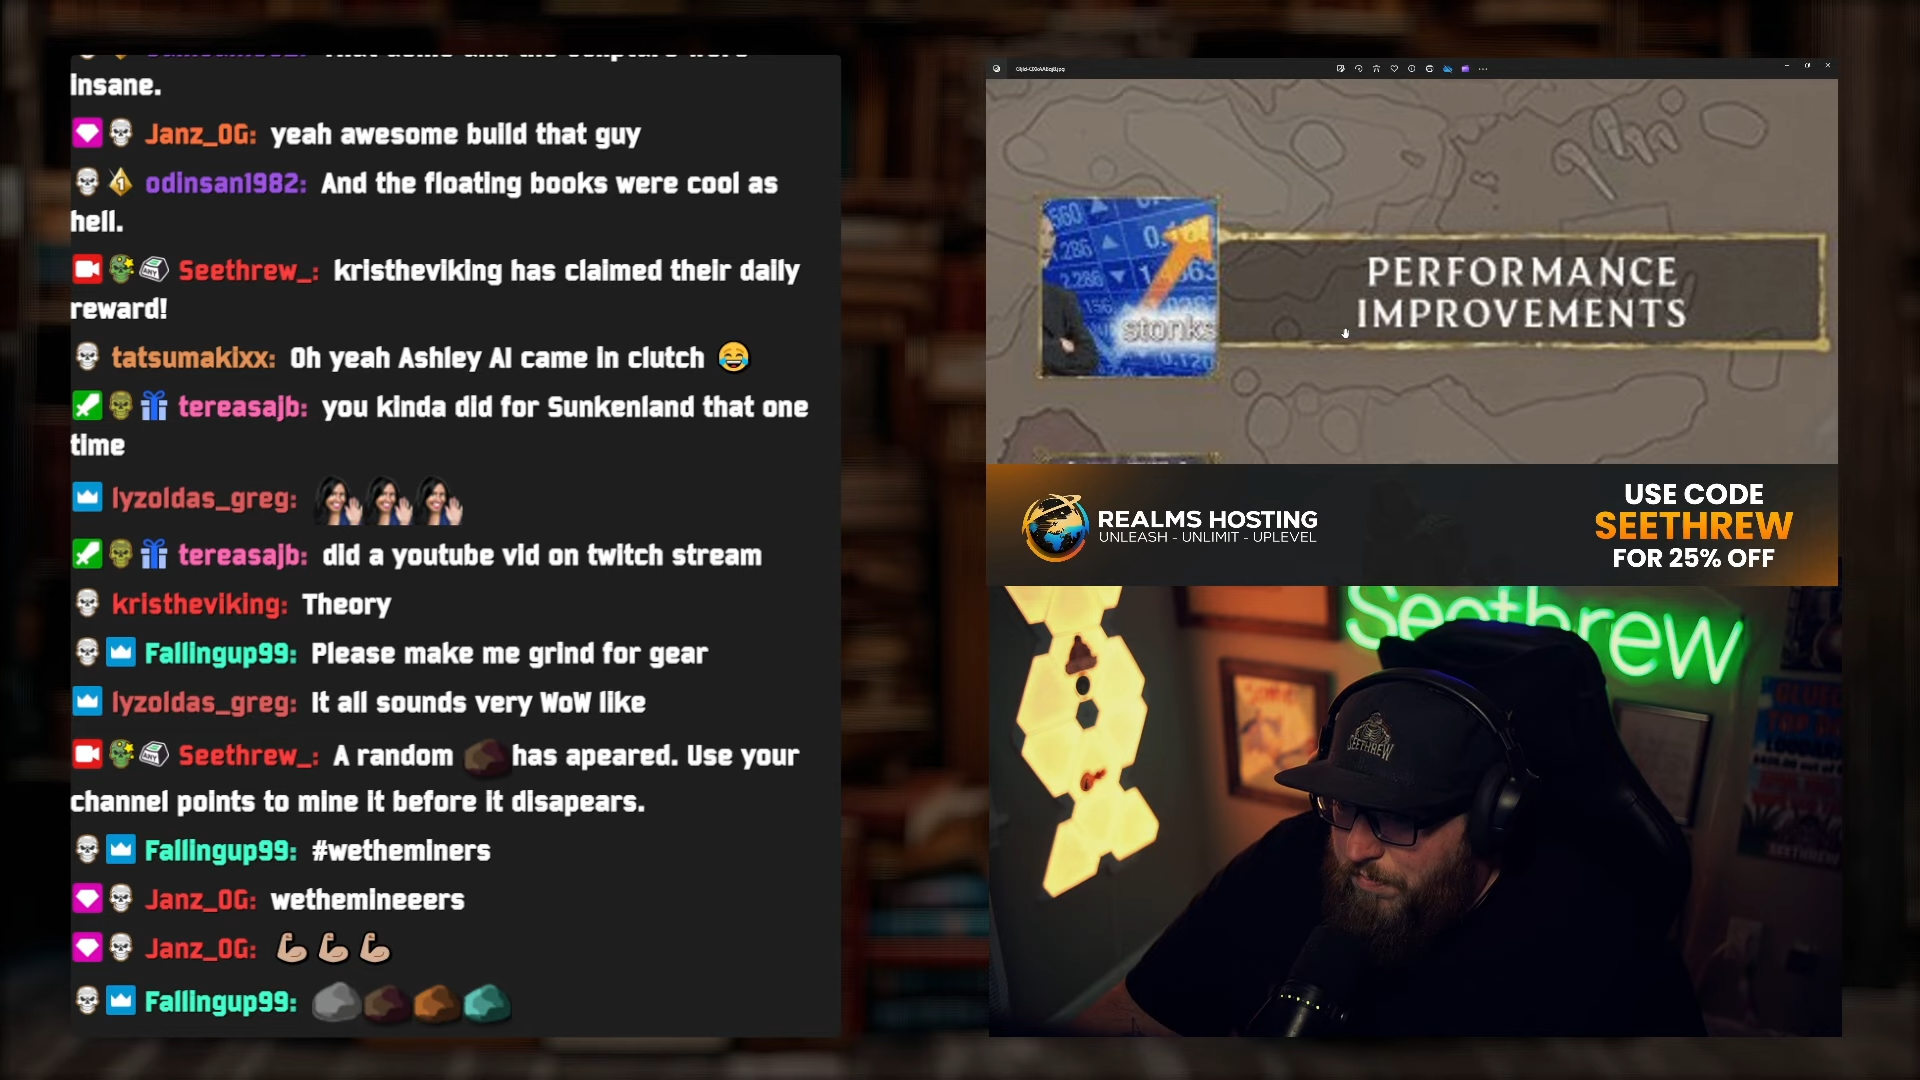 Insane.
Janz_OG: yeah awesome build that guy
odinsan1982: And the floating books were cool as
hell.
Seethrew_: kristheviking has claimed their daily
reward!
tatsumakixx: Oh yeah Ashley AI came in clutch
tereasajb: you kinda did for Sunkenland that one
time
lyzoldas_greg:
tereasajb: did a youtube vid on twitch stream
kristheviking: Theory
Fallingup99: Please make me grind for gear
lyzoldas_greg: It all sounds very WoW like
Seethrew_: A random has apeared. Use your
channel points to mine it before it disapears.
Fallingup99: #wetheminers
Janz_OG: wethemineeers
Janz_OG:
Fallingup99:
stonks
PERFORMANCE
IMPROVEMENTS
REALMS HOSTING
UNLEASH - UNLIMIT - UPLEVEL
USE CODE
SEETHREW
FOR 25% OFF
Seethrew
SEETHREW